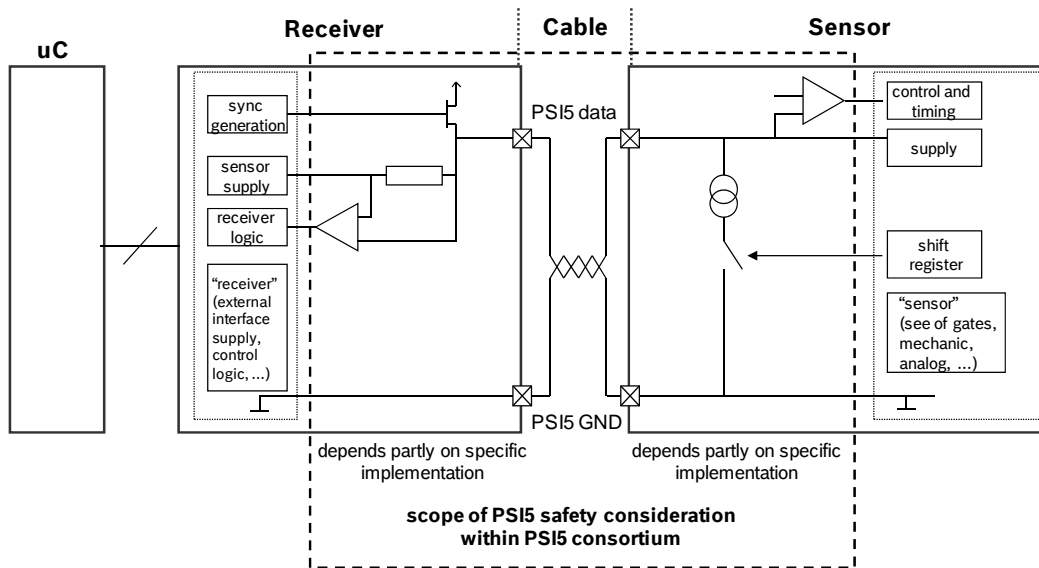 Receiver
Cable
Sensor
uC
sync
generation
sensor
supply
receiver
logic
“receiver”
(external
interface
supply,
control
logic, ...)
PSI5 data
PSI5 GND
control and
timing
supply
shift
register
“sensor”
(see of gates,
mechanic,
analog, ...)
depends partly on specific
implementation
depends partly on specific
implementation
scope of PSI5 safety consideration
within PSI5 consortium